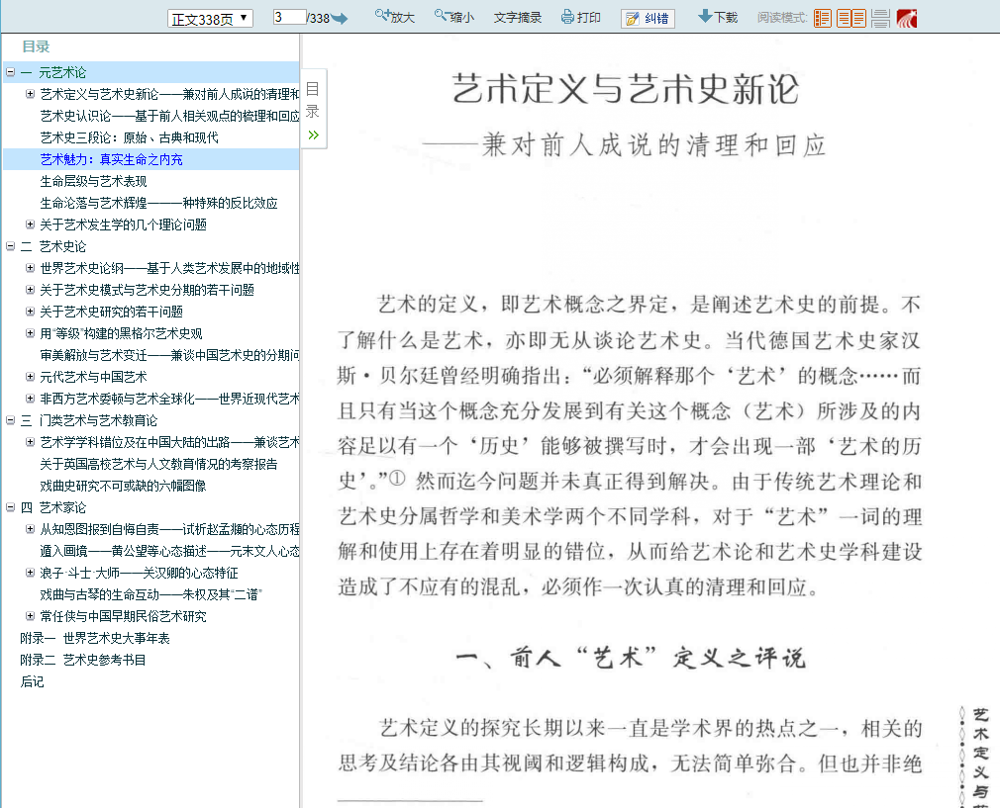 正文338页 3 /338 放大 缩小 文字摘录 打印 纠错 下载 阅读模式:
目录
一 元艺术论
艺术定义与艺术史新论——兼对前人成说的清理和
艺术史认识论——基于前人相关观点的梳理和回应
艺术史三段论：原始、古典和现代
艺术魅力：真实生命之内充
生命层级与艺术表现
生命沦落与艺术辉煌——一种特殊的反比效应
关于艺术发生学的几个理论问题
二 艺术史论
世界艺术史论纲——基于人类艺术发展中的地域性
关于艺术史模式与艺术史分期的若干问题
关于艺术史研究的若干问题
用“等级”构建的黑格尔艺术史观
审美解放与艺术变迁——兼谈中国艺术史的分期问
元代艺术与中国艺术
非西方艺术委顿与艺术全球化——世界近现代艺术
三 门类艺术与艺术教育论
艺术学学科错位及在中国大陆的出路——兼谈艺术
关于英国高校艺术与人文教育情况的考察报告
戏曲史研究不可或缺的六幅图像
四 艺术家论
从知恩图报到自悔自责——试析赵孟頫的心态历程
遁入画境——黄公望等心态描述——元末文人心态
浪子·斗士·大师——关汉卿的心态特征
戏曲与古琴的生命互动——朱权及其“二谱”
常任侠与中国早期民俗艺术研究
附录一 世界艺术史大事年表
附录二 艺术史参考书目
后记
目
录
艺术定义与艺术史新论
——兼对前人成说的清理和回应
艺术的定义，即艺术概念之界定，是阐述艺术史的前提。不
了解什么是艺术，亦即无从谈论艺术史。当代德国艺术史家汉
斯·贝尔廷曾经明确指出：“必须解释那个‘艺术’的概念……而
且只有当这个概念充分发展到有关这个概念（艺术）所涉及的内
容足以有一个‘历史’能够被撰写时，才会出现一部‘艺术的历
史’。”① 然而迄今问题并未真正得到解决。由于传统艺术理论和
艺术史分属哲学和美术学两个不同学科，对于“艺术”一词的理
解和使用上存在着明显的错位，从而给艺术论和艺术史学科建设
造成了不应有的混乱，必须作一次认真的清理和回应。
一、前人“艺术”定义之评说
艺术定义的探究长期以来一直是学术界的热点之一，相关的
思考及结论各由其视阈和逻辑构成，无法简单弥合。但也并非绝
艺术定义与